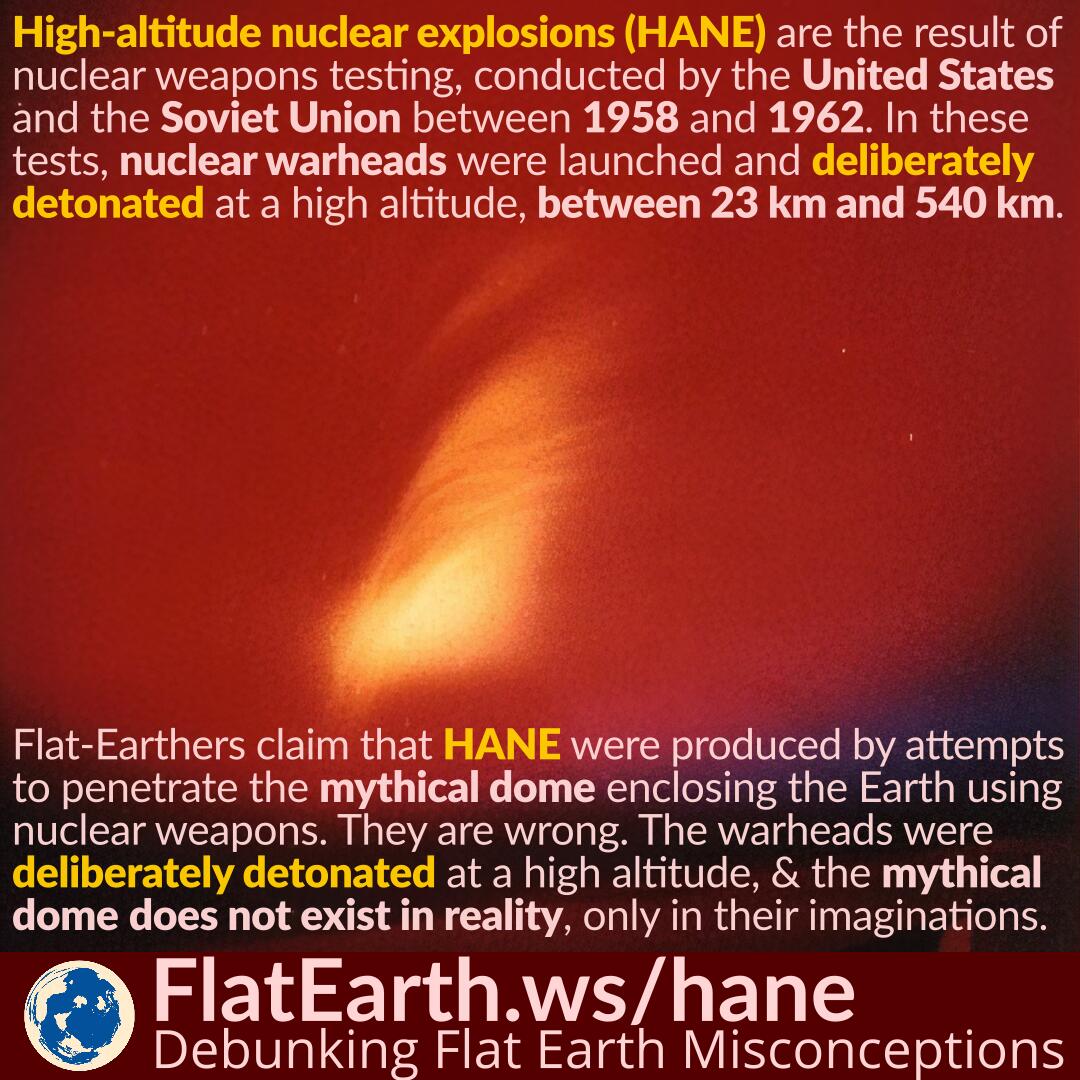 High-altitude nuclear explosions (HANE) are the result of
nuclear weapons testing, conducted by the United States
and the Soviet Union between 1958 and 1962. In these
tests, nuclear warheads were launched and deliberately
detonated at a high altitude, between 23 km and 540 km.
Flat-Earthers claim that HANE were produced by attempts
to penetrate the mythical dome enclosing the Earth using
nuclear weapons. They are wrong. The warheads were
deliberately detonated at a high altitude, & the mythical
dome does not exist in reality, only in their imaginations.
FlatEarth.ws/hane
Debunking Flat Earth Misconceptions